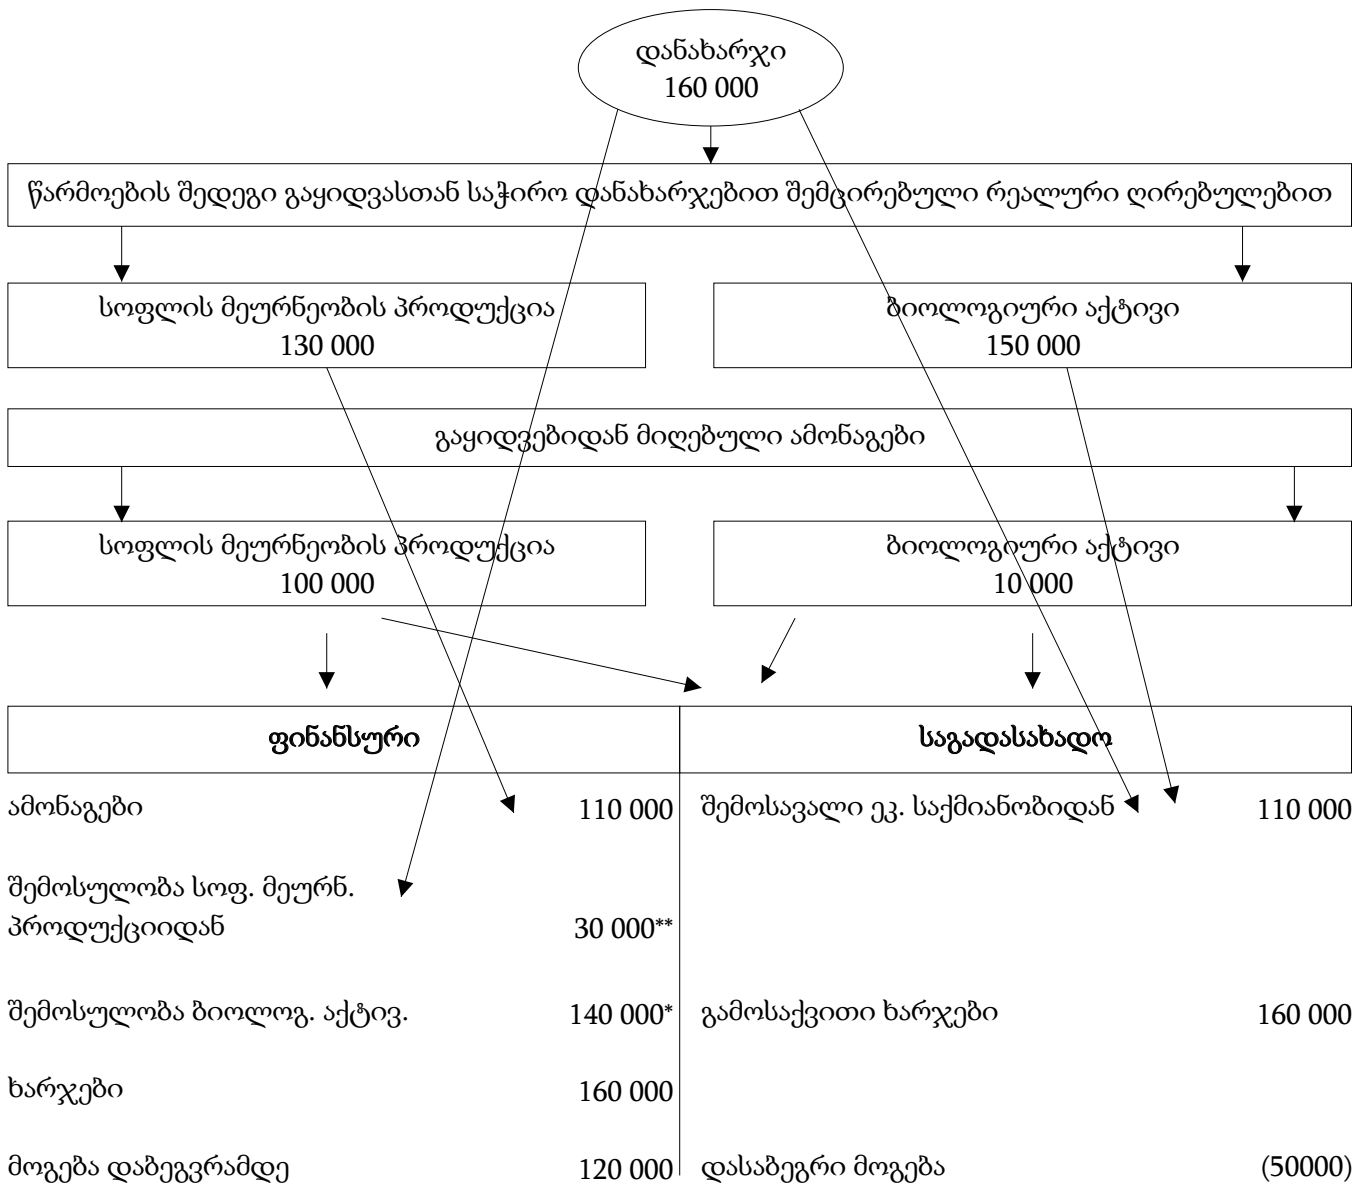 დანახარჯი
160 000
წარმოების შედეგი გაყიდვასთან საჭირო დანახარჯებით შემცირებული რეალური ღირებულებით
სოფლის მეურნეობის პროდუქცია
130 000
ბიოლოგიური აქტივი
150 000
გაყიდვებიდან მიღებული ამონაგები
სოფლის მეურნეობის პროდუქცია
100 000
ბიოლოგიური აქტივი
10 000
ფინანსური
საგადასახადო
ამონაგები 110 000
შემოსავალი ეკ. საქმიანობიდან 110 000
შემოსულობა სოფ. მეურნ.
პროდუქციიდან 30 000**
შემოსულობა ბიოლოგ. აქტივ. 140 000*
გამოსაქვითი ხარჯები 160 000
ხარჯები 160 000
მოგება დაბეგვრამდე 120 000
დასაბეგრი მოგება (50000)